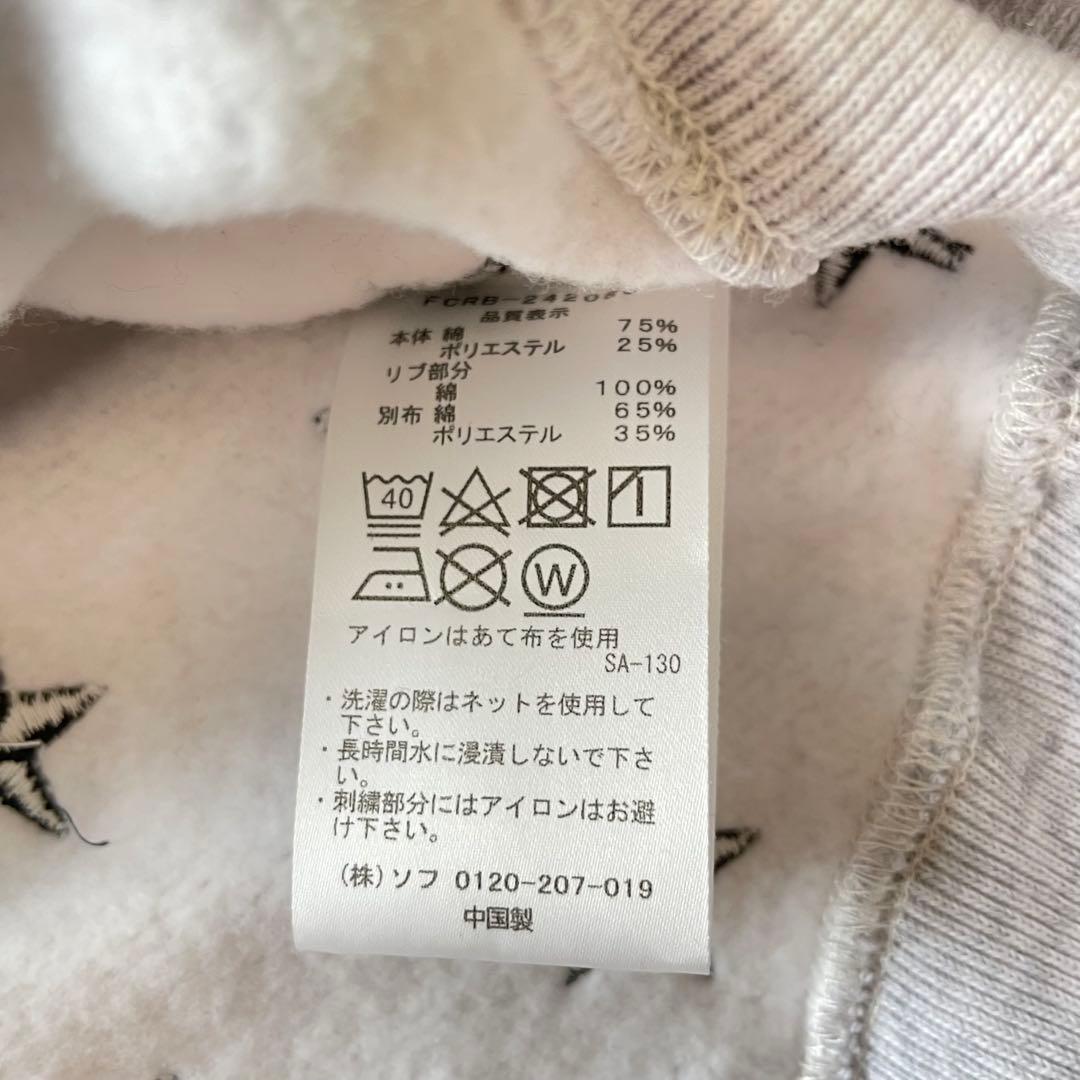 品質表示
本体 綿 75%
ポリエステル 25%
リブ部分
綿 100%
別布 綿 65%
ポリエステル 35%
40
W
アイロンはあて布を使用
SA-130
・洗濯の際はネットを使用して
下さい。
・長時間水に浸漬しないで下さ
い。
・刺繍部分にはアイロンはお避
け下さい。
(株)ソフ 0120-207-019
中国製